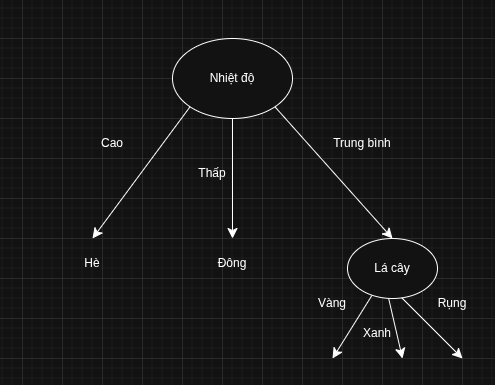 Nhiệt độ
Cao
Trung bình
Thấp
Hè
Đông
Lá cây
Vàng
Rụng
Xanh